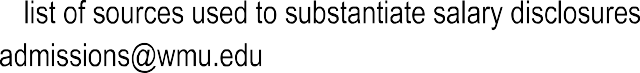 list of sources used to substantiate salary disclosures
admissions@wmu.edu